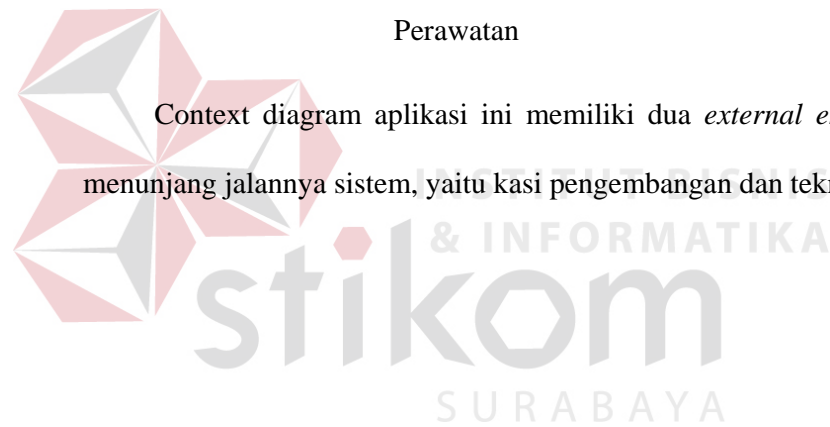 Perawatan
Context diagram aplikasi ini memiliki dua external
menunjang jalannya sistem, yaitu kasi pengembangan dan
INSTITUT BISNIS
& INFORMATIKA
stikom
SURABAYA